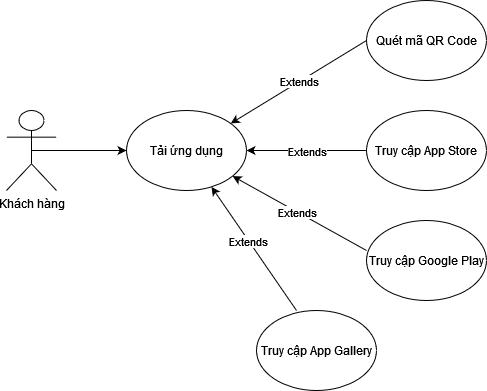 Quét mã QR Code
Extends
Tải ứng dụng
Extends
Truy cập App Store
Khách hàng
Extends
Extends
Truy cập Google Play
Truy cập App Gallery